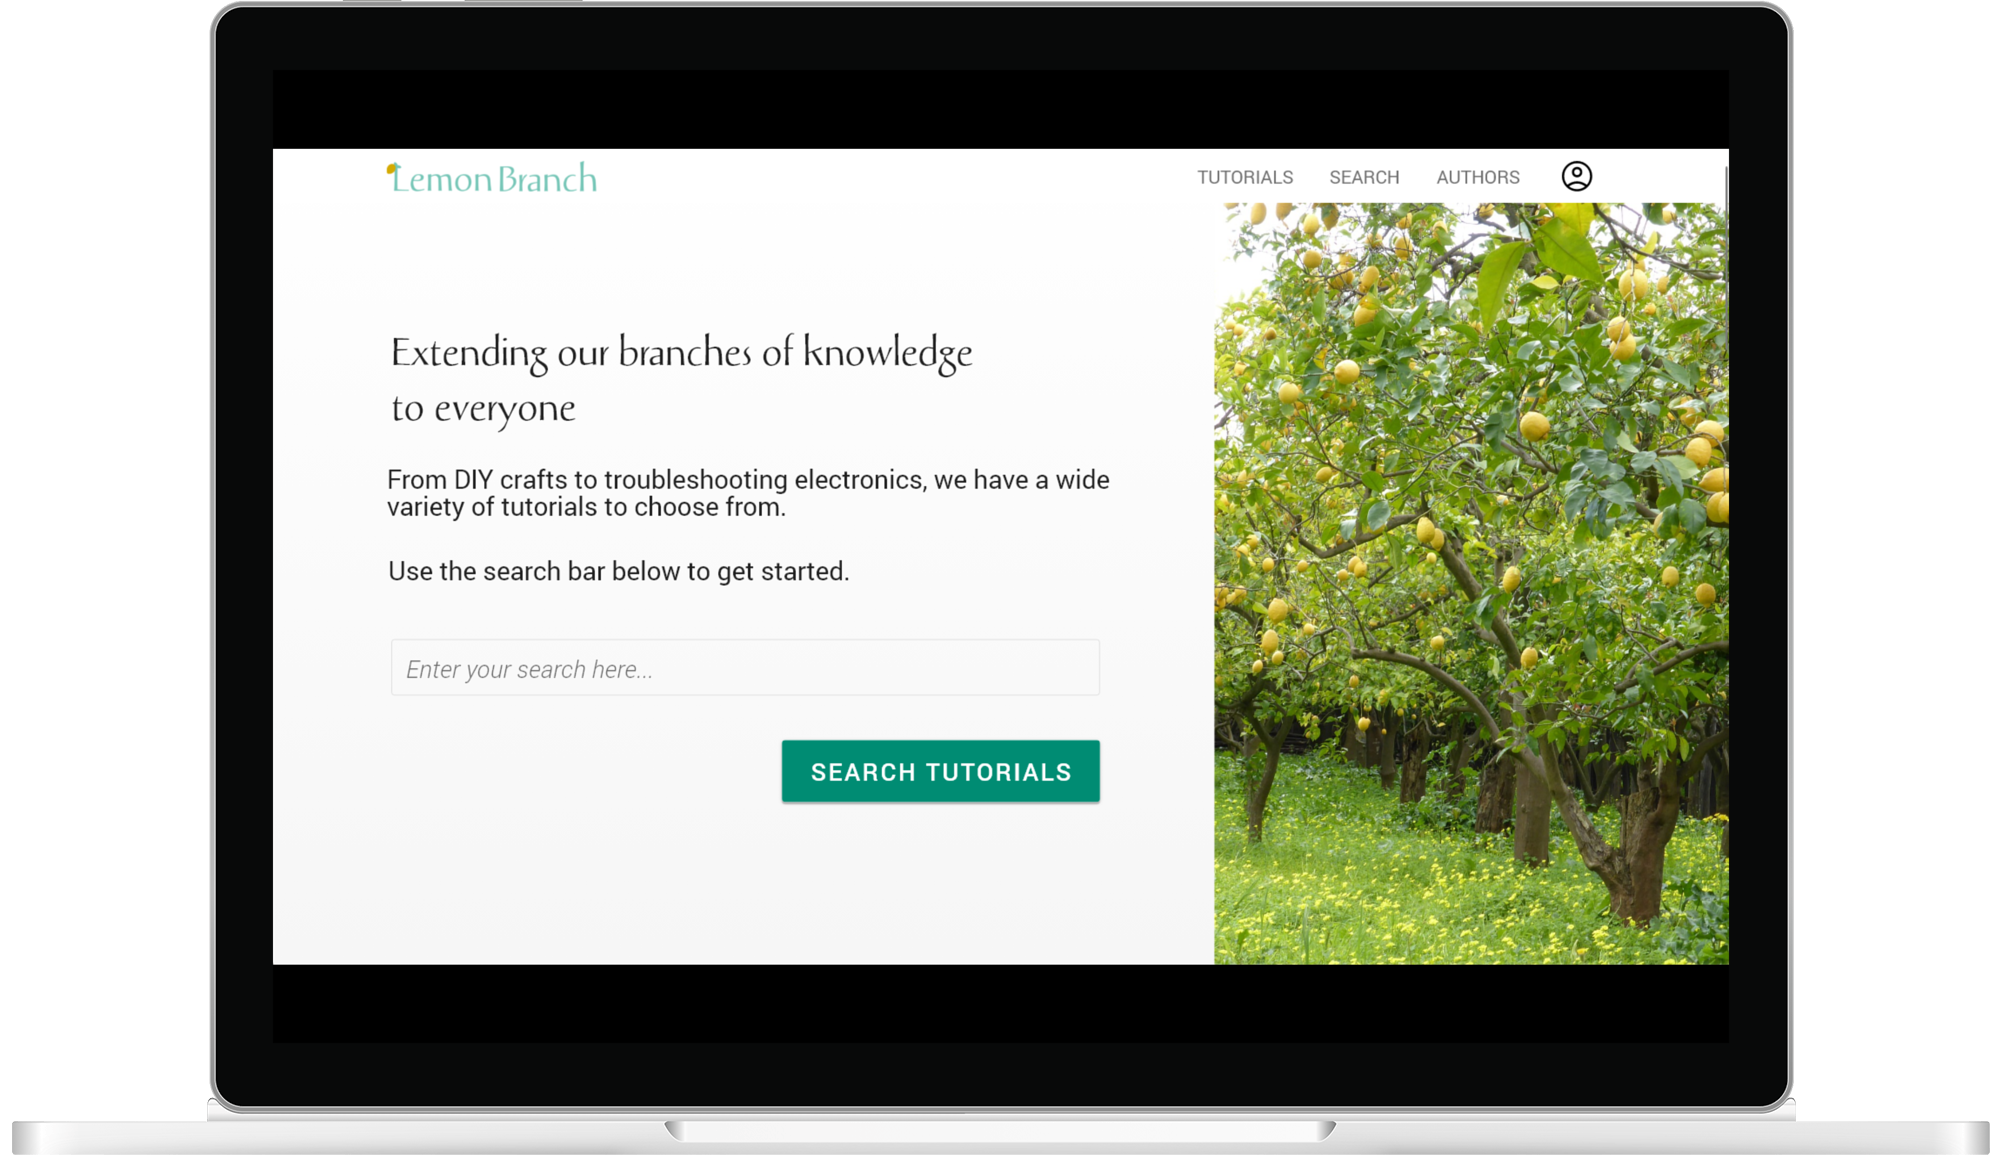 Lemon Branch
TUTORIALS SEARCH AUTHORS
Extending our branches of knowledge
to everyone
From DIY crafts to troubleshooting electronics, we have a wide
variety of tutorials to choose from.
Use the search bar below to get started.
Enter your search here...
SEARCH TUTORIALS